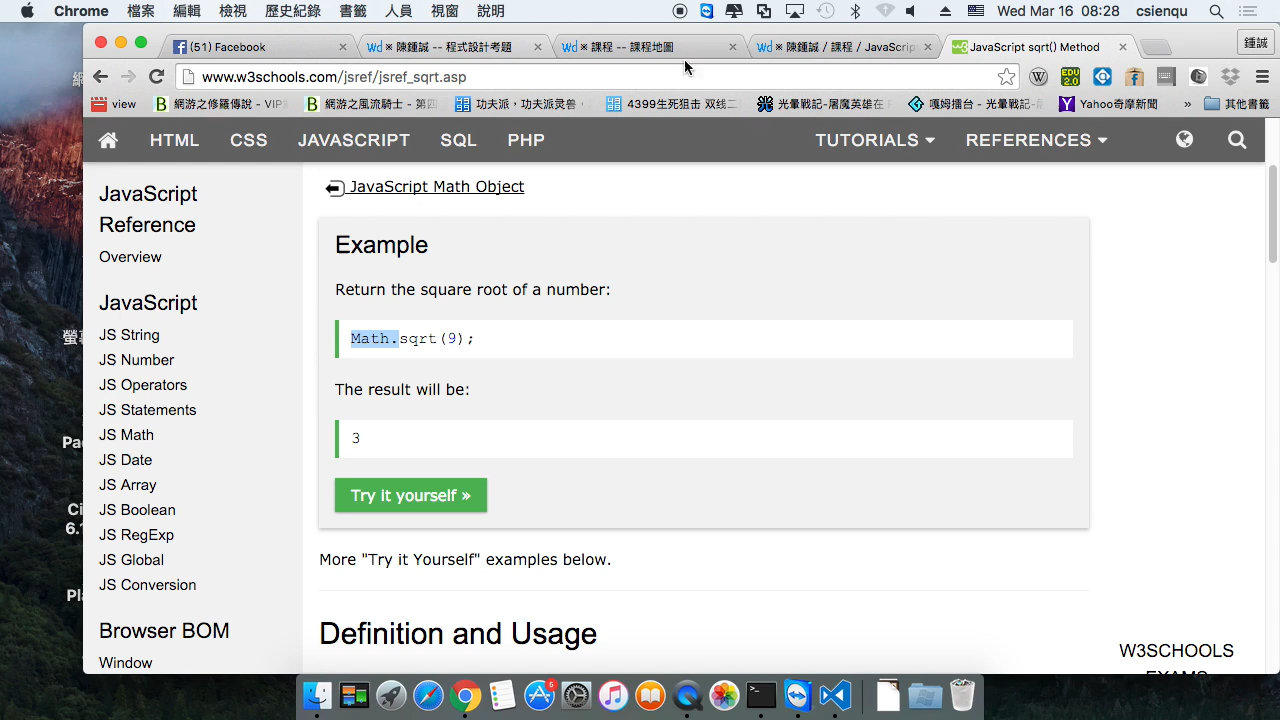 Chrome 檔案 編輯 檢視 歷史紀錄 書籤 人員 視窗 說明 Wed Mar 16 08:28 csienqu
(51) Facebook
陳鍾誠 -- 程式設計考題
課程 -- 課程地圖
陳鍾誠 / 課程 / JavaScrip
JavaScript sqrt() Method
鍾誠
www.w3schools.com/jsref/jsref_sqrt.asp
view
網游之修羅傳說 - VIP
網游之風流騎士 - 第四
功夫派，功夫派灵兽，
4399生死狙击 双线二
光暈戰記-屠魔英雄在
嘎姆擂台 - 光暈戰記-
Yahoo奇摩新聞
»
其他書籤
HTML CSS JAVASCRIPT SQL PHP TUTORIALS REFERENCES
JavaScript
Reference
Overview
JavaScript
JS String
JS Number
JS Operators
JS Statements
JS Math
JS Date
JS Array
JS Boolean
JS RegExp
JS Global
JS Conversion
Browser BOM
Window
JavaScript Math Object
Example
Return the square root of a number:
Math.sqrt(9);
The result will be:
3
Try it yourself »
More "Try it Yourself" examples below.
Definition and Usage
W3SCHOOLS
EXAMS